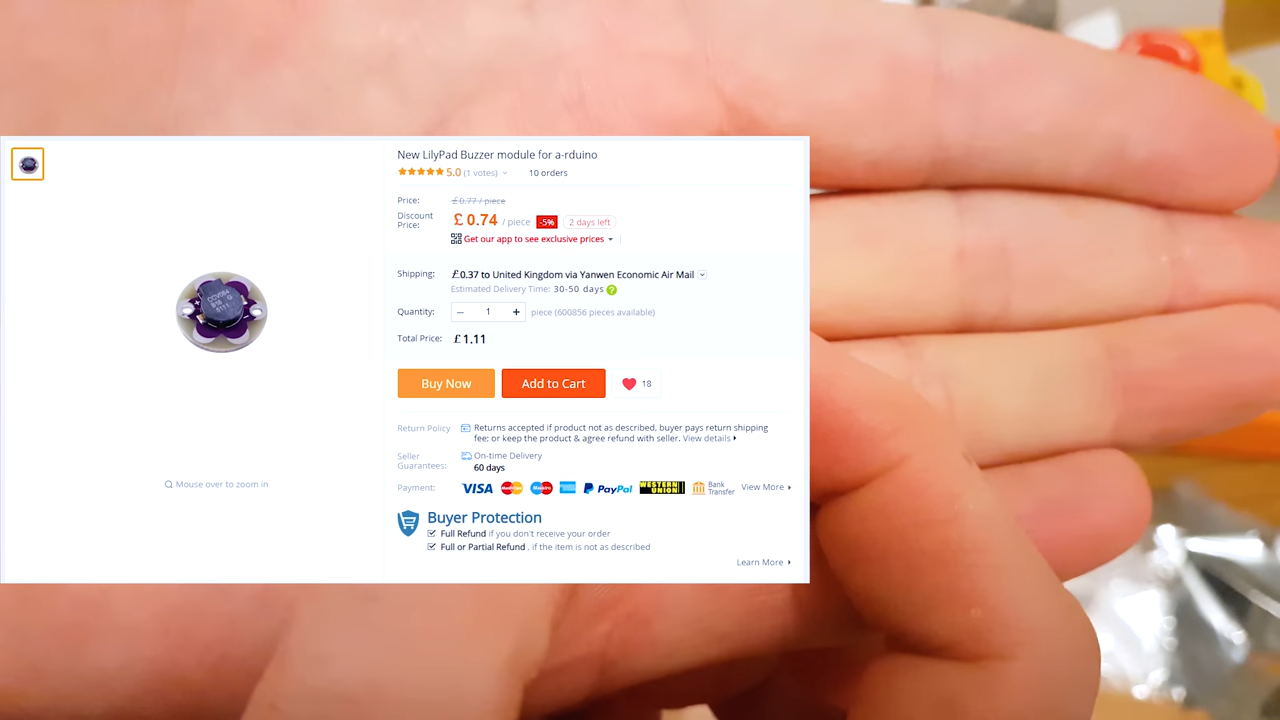 New LilyPad Buzzer module for a-rduino
5.0 (1 votes) 10 orders
Price: £0.77 / piece
Discount Price: £0.74 / piece -5% 2 days left
Get our app to see exclusive prices
Shipping: £0.37 to United Kingdom via Yanwen Economic Air Mail
Estimated Delivery Time: 30-50 days ?
Quantity: − 1 + piece (600856 pieces available)
Total Price: £1.11
Buy Now Add to Cart 18
Return Policy Returns accepted if product not as described, buyer pays return shipping
fee; or keep the product & agree refund with seller. View details
Seller Guarantees: On-time Delivery
60 days
Mouse over to zoom in
Payment: VISA MasterCard Maestro PayPal WESTERN UNION Bank Transfer View More
Buyer Protection
Full Refund if you don't receive your order
Full or Partial Refund , if the item is not as described
Learn More